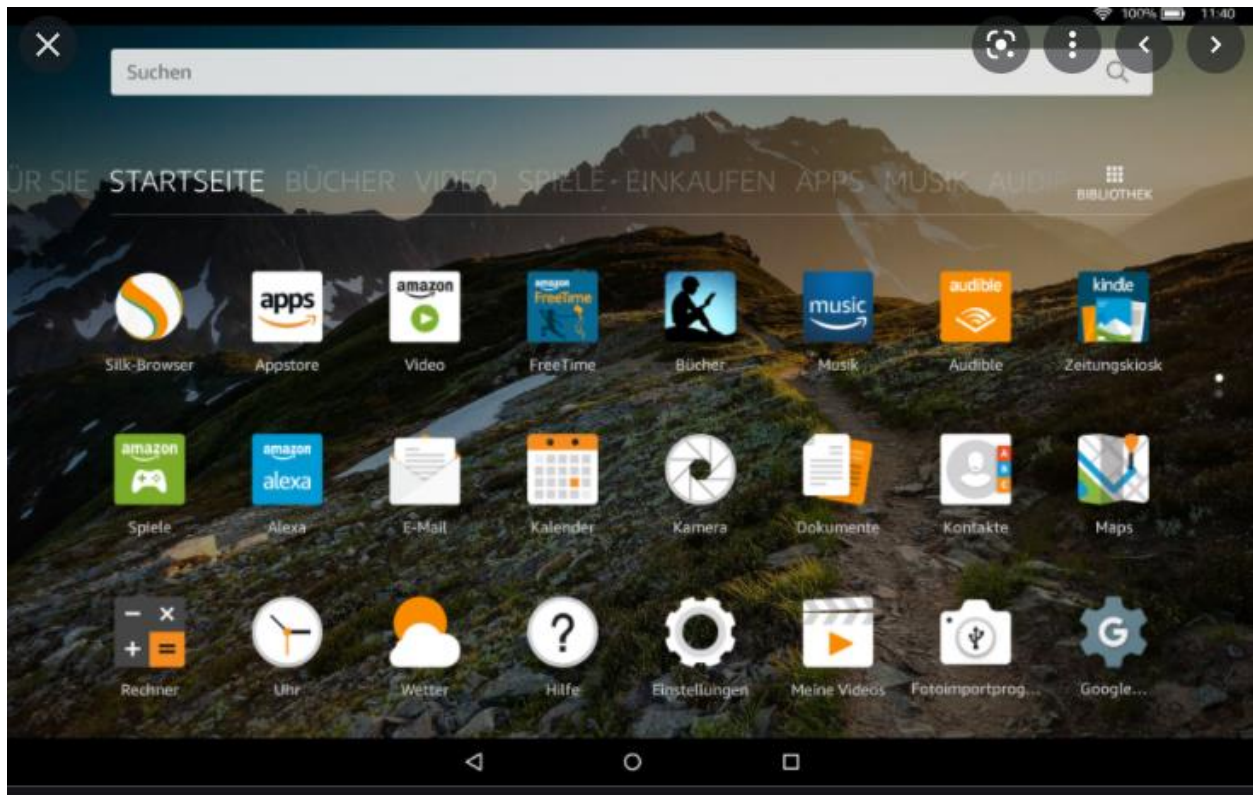 100% 11:40
Suchen
ÜR SIE STARTSEITE BÜCHER VIDEO SPIELE EINKAUFEN APPS MUSIK AUDI
BIBLIOTHEK
apps
amazon
amazon FreeTime
music
audible
kindle
Silk-Browser Appstore Video FreeTime Bücher Musik Audible Zeitungskiosk
amazon
amazon alexa
A
B
C
Spiele Alexa E-Mail Kalender Kamera Dokumente Kontakte Maps
- ×
+ =
?
G
Rechner Uhr Wetter Hilfe Einstellungen Meine Videos Fotoimportprog... Google...